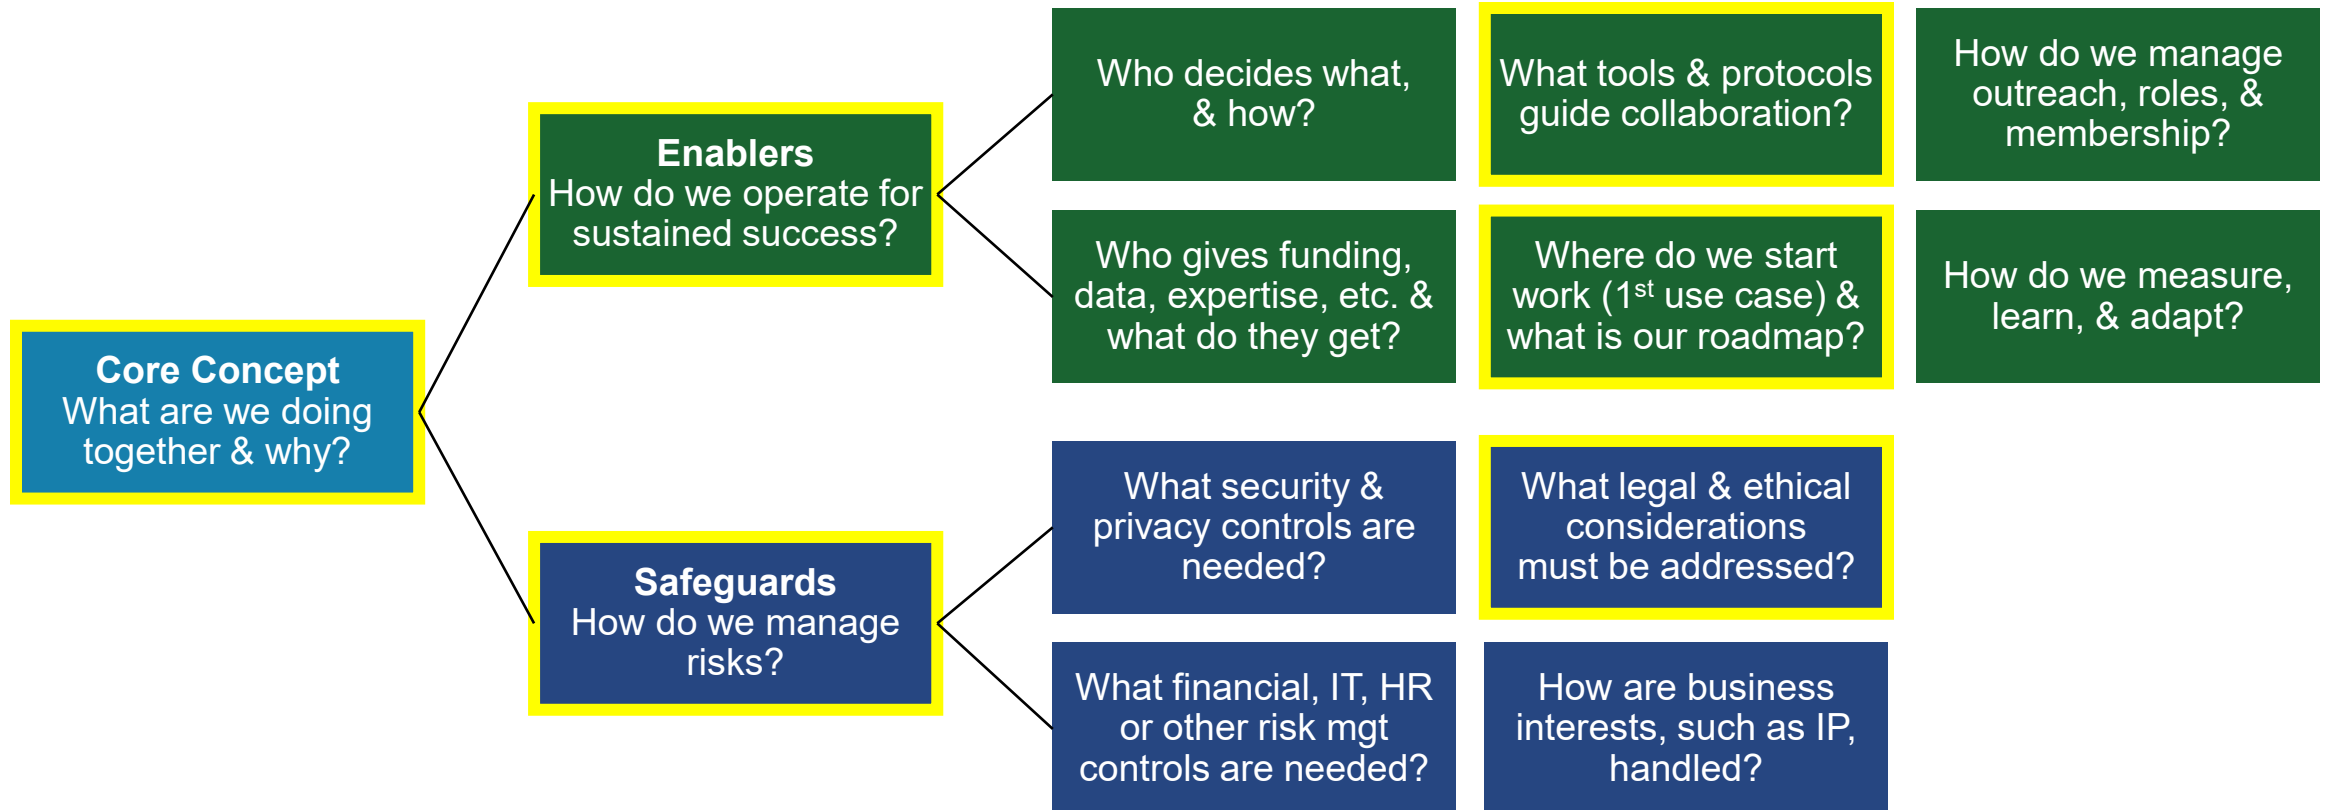 Core Concept
What are we doing
together & why?
Enablers
How do we operate for
sustained success?
Who decides what,
& how?
What tools & protocols
guide collaboration?
How do we manage
outreach, roles, &
membership?
Who gives funding,
data, expertise, etc. &
what do they get?
Where do we start
work (1st use case) &
what is our roadmap?
How do we measure,
learn, & adapt?
Safeguards
How do we manage
risks?
What security &
privacy controls are
needed?
What legal & ethical
considerations
must be addressed?
What financial, IT, HR
or other risk mgt
controls are needed?
How are business
interests, such as IP,
handled?